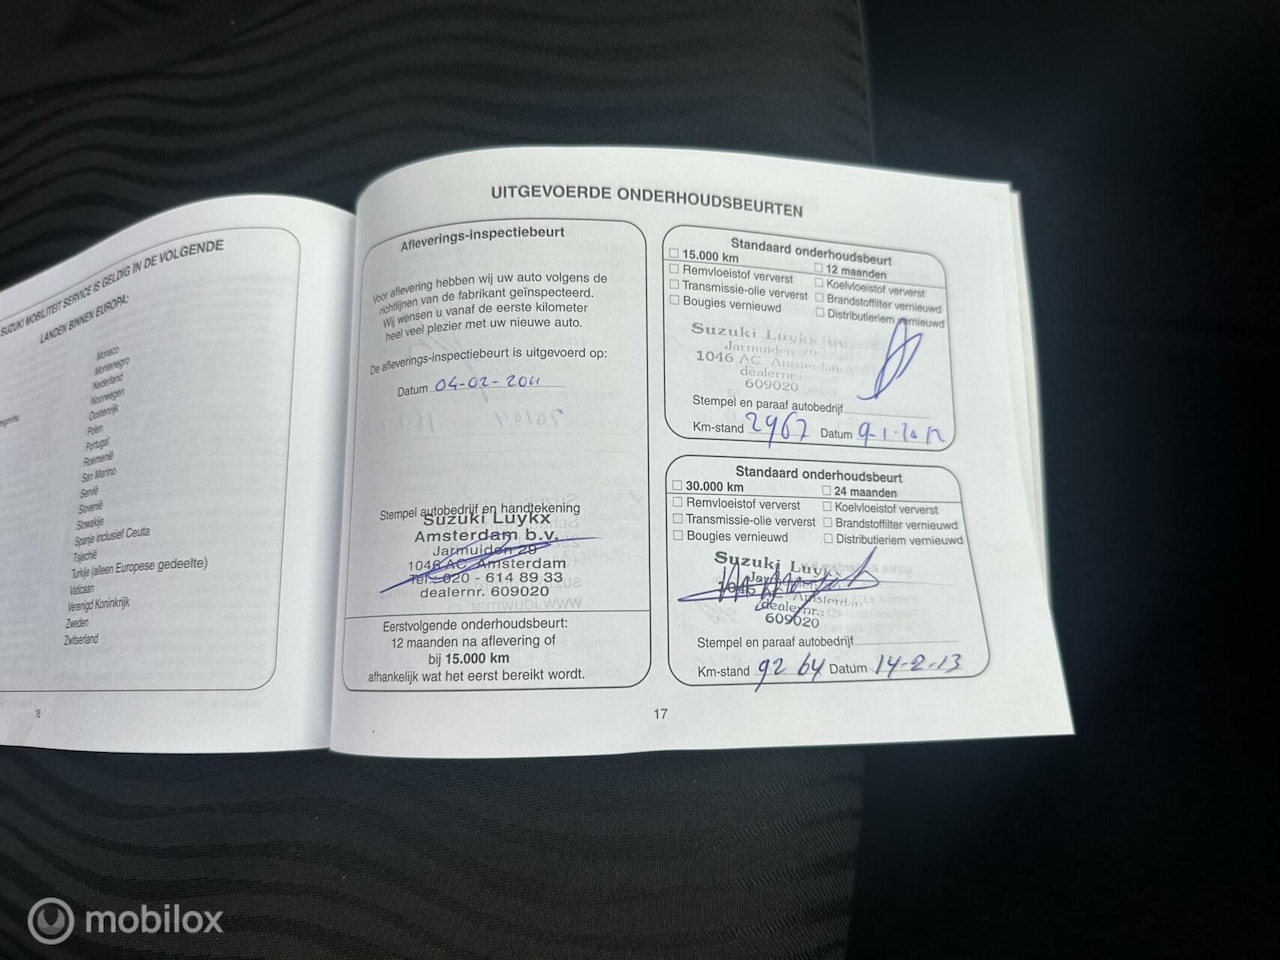 SUZUKI MOBILITEIT SERVICE IS GELDIG IN DE VOLGENDE
LANDEN BINNEN EUROPA:
Monaco
Montenegro
Nederland
Noorwegen
Oostenrijk
Polen
Portugal
Roemenië
San Marino
Servië
Slovenië
Slowakije
Spanje inclusief Ceuta
Tsjechië
Turkije (alleen Europese gedeelte)
Vaticaan
Verenigd Koninkrijk
Zweden
Zwitserland
16
UITGEVOERDE ONDERHOUDSBEURTEN
Afleverings-inspectiebeurt
Voor aflevering hebben wij uw auto volgens de
richtlijnen van de fabrikant geïnspecteerd.
Wij wensen u vanaf de eerste kilometer
heel veel plezier met uw nieuwe auto.
De afleverings-inspectiebeurt is uitgevoerd op:
Datum 04-02-2011
Stempel autobedrijf en handtekening
Suzuki Luykx
Amsterdam b.v.
Jarmuiden 29
1046 AC Amsterdam
Tel.: 020 - 614 89 33
dealernr. 609020
Eerstvolgende onderhoudsbeurt:
12 maanden na aflevering of
bij 15.000 km
afhankelijk wat het eerst bereikt wordt.
Standaard onderhoudsbeurt
15.000 km 12 maanden
Remvloeistof ververst Koelvloeistof ververst
Transmissie-olie ververst Brandstoffilter vernieuwd
Bougies vernieuwd Distributieriem vernieuwd
Suzuki Luykx
Jarmuiden 29
1046 AC Amsterdam
dealernr.
609020
Stempel en paraaf autobedrijf
Km-stand 2967 Datum 9-1-2012
Standaard onderhoudsbeurt
30.000 km 24 maanden
Remvloeistof ververst Koelvloeistof ververst
Transmissie-olie ververst Brandstoffilter vernieuwd
Bougies vernieuwd Distributieriem vernieuwd
Suzuki Luykx
1046 AC Amsterdam
dealernr.:
609020
Stempel en paraaf autobedrijf
Km-stand 9264 Datum 14-2-13
17
mobilox